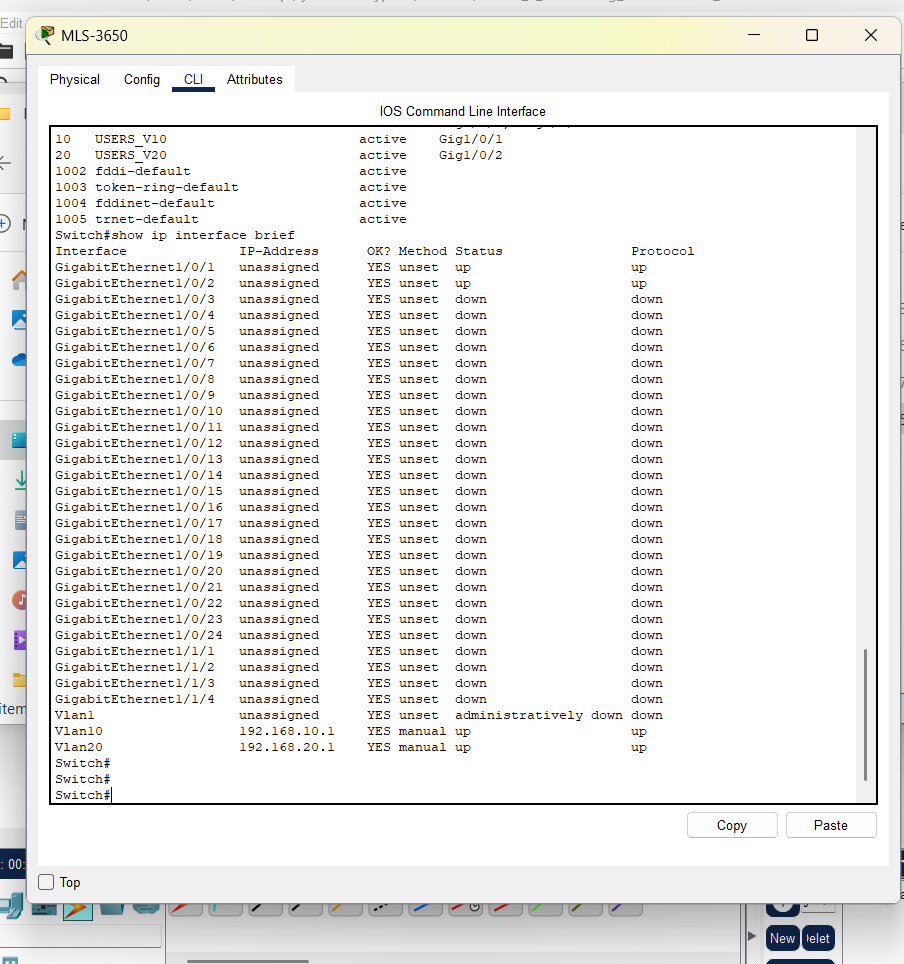 Edit
MLS-3650
Physical Config CLI Attributes
IOS Command Line Interface
10 USERS_V10 active Gig1/0/1
20 USERS_V20 active Gig1/0/2
1002 fddi-default active
1003 token-ring-default active
1004 fddinet-default active
1005 trnet-default active
Switch#show ip interface brief
Interface IP-Address OK? Method Status Protocol
GigabitEthernet1/0/1 unassigned YES unset up up
GigabitEthernet1/0/2 unassigned YES unset up up
GigabitEthernet1/0/3 unassigned YES unset down down
GigabitEthernet1/0/4 unassigned YES unset down down
GigabitEthernet1/0/5 unassigned YES unset down down
GigabitEthernet1/0/6 unassigned YES unset down down
GigabitEthernet1/0/7 unassigned YES unset down down
GigabitEthernet1/0/8 unassigned YES unset down down
GigabitEthernet1/0/9 unassigned YES unset down down
GigabitEthernet1/0/10 unassigned YES unset down down
GigabitEthernet1/0/11 unassigned YES unset down down
GigabitEthernet1/0/12 unassigned YES unset down down
GigabitEthernet1/0/13 unassigned YES unset down down
GigabitEthernet1/0/14 unassigned YES unset down down
GigabitEthernet1/0/15 unassigned YES unset down down
GigabitEthernet1/0/16 unassigned YES unset down down
GigabitEthernet1/0/17 unassigned YES unset down down
GigabitEthernet1/0/18 unassigned YES unset down down
GigabitEthernet1/0/19 unassigned YES unset down down
GigabitEthernet1/0/20 unassigned YES unset down down
GigabitEthernet1/0/21 unassigned YES unset down down
GigabitEthernet1/0/22 unassigned YES unset down down
GigabitEthernet1/0/23 unassigned YES unset down down
GigabitEthernet1/0/24 unassigned YES unset down down
GigabitEthernet1/1/1 unassigned YES unset down down
GigabitEthernet1/1/2 unassigned YES unset down down
GigabitEthernet1/1/3 unassigned YES unset down down
GigabitEthernet1/1/4 unassigned YES unset down down
Vlan1 unassigned YES unset administratively down down
Vlan10 192.168.10.1 YES manual up up
Vlan20 192.168.20.1 YES manual up up
Switch#
Switch#
Switch#
Copy Paste
Top
item
: 00:
New elet